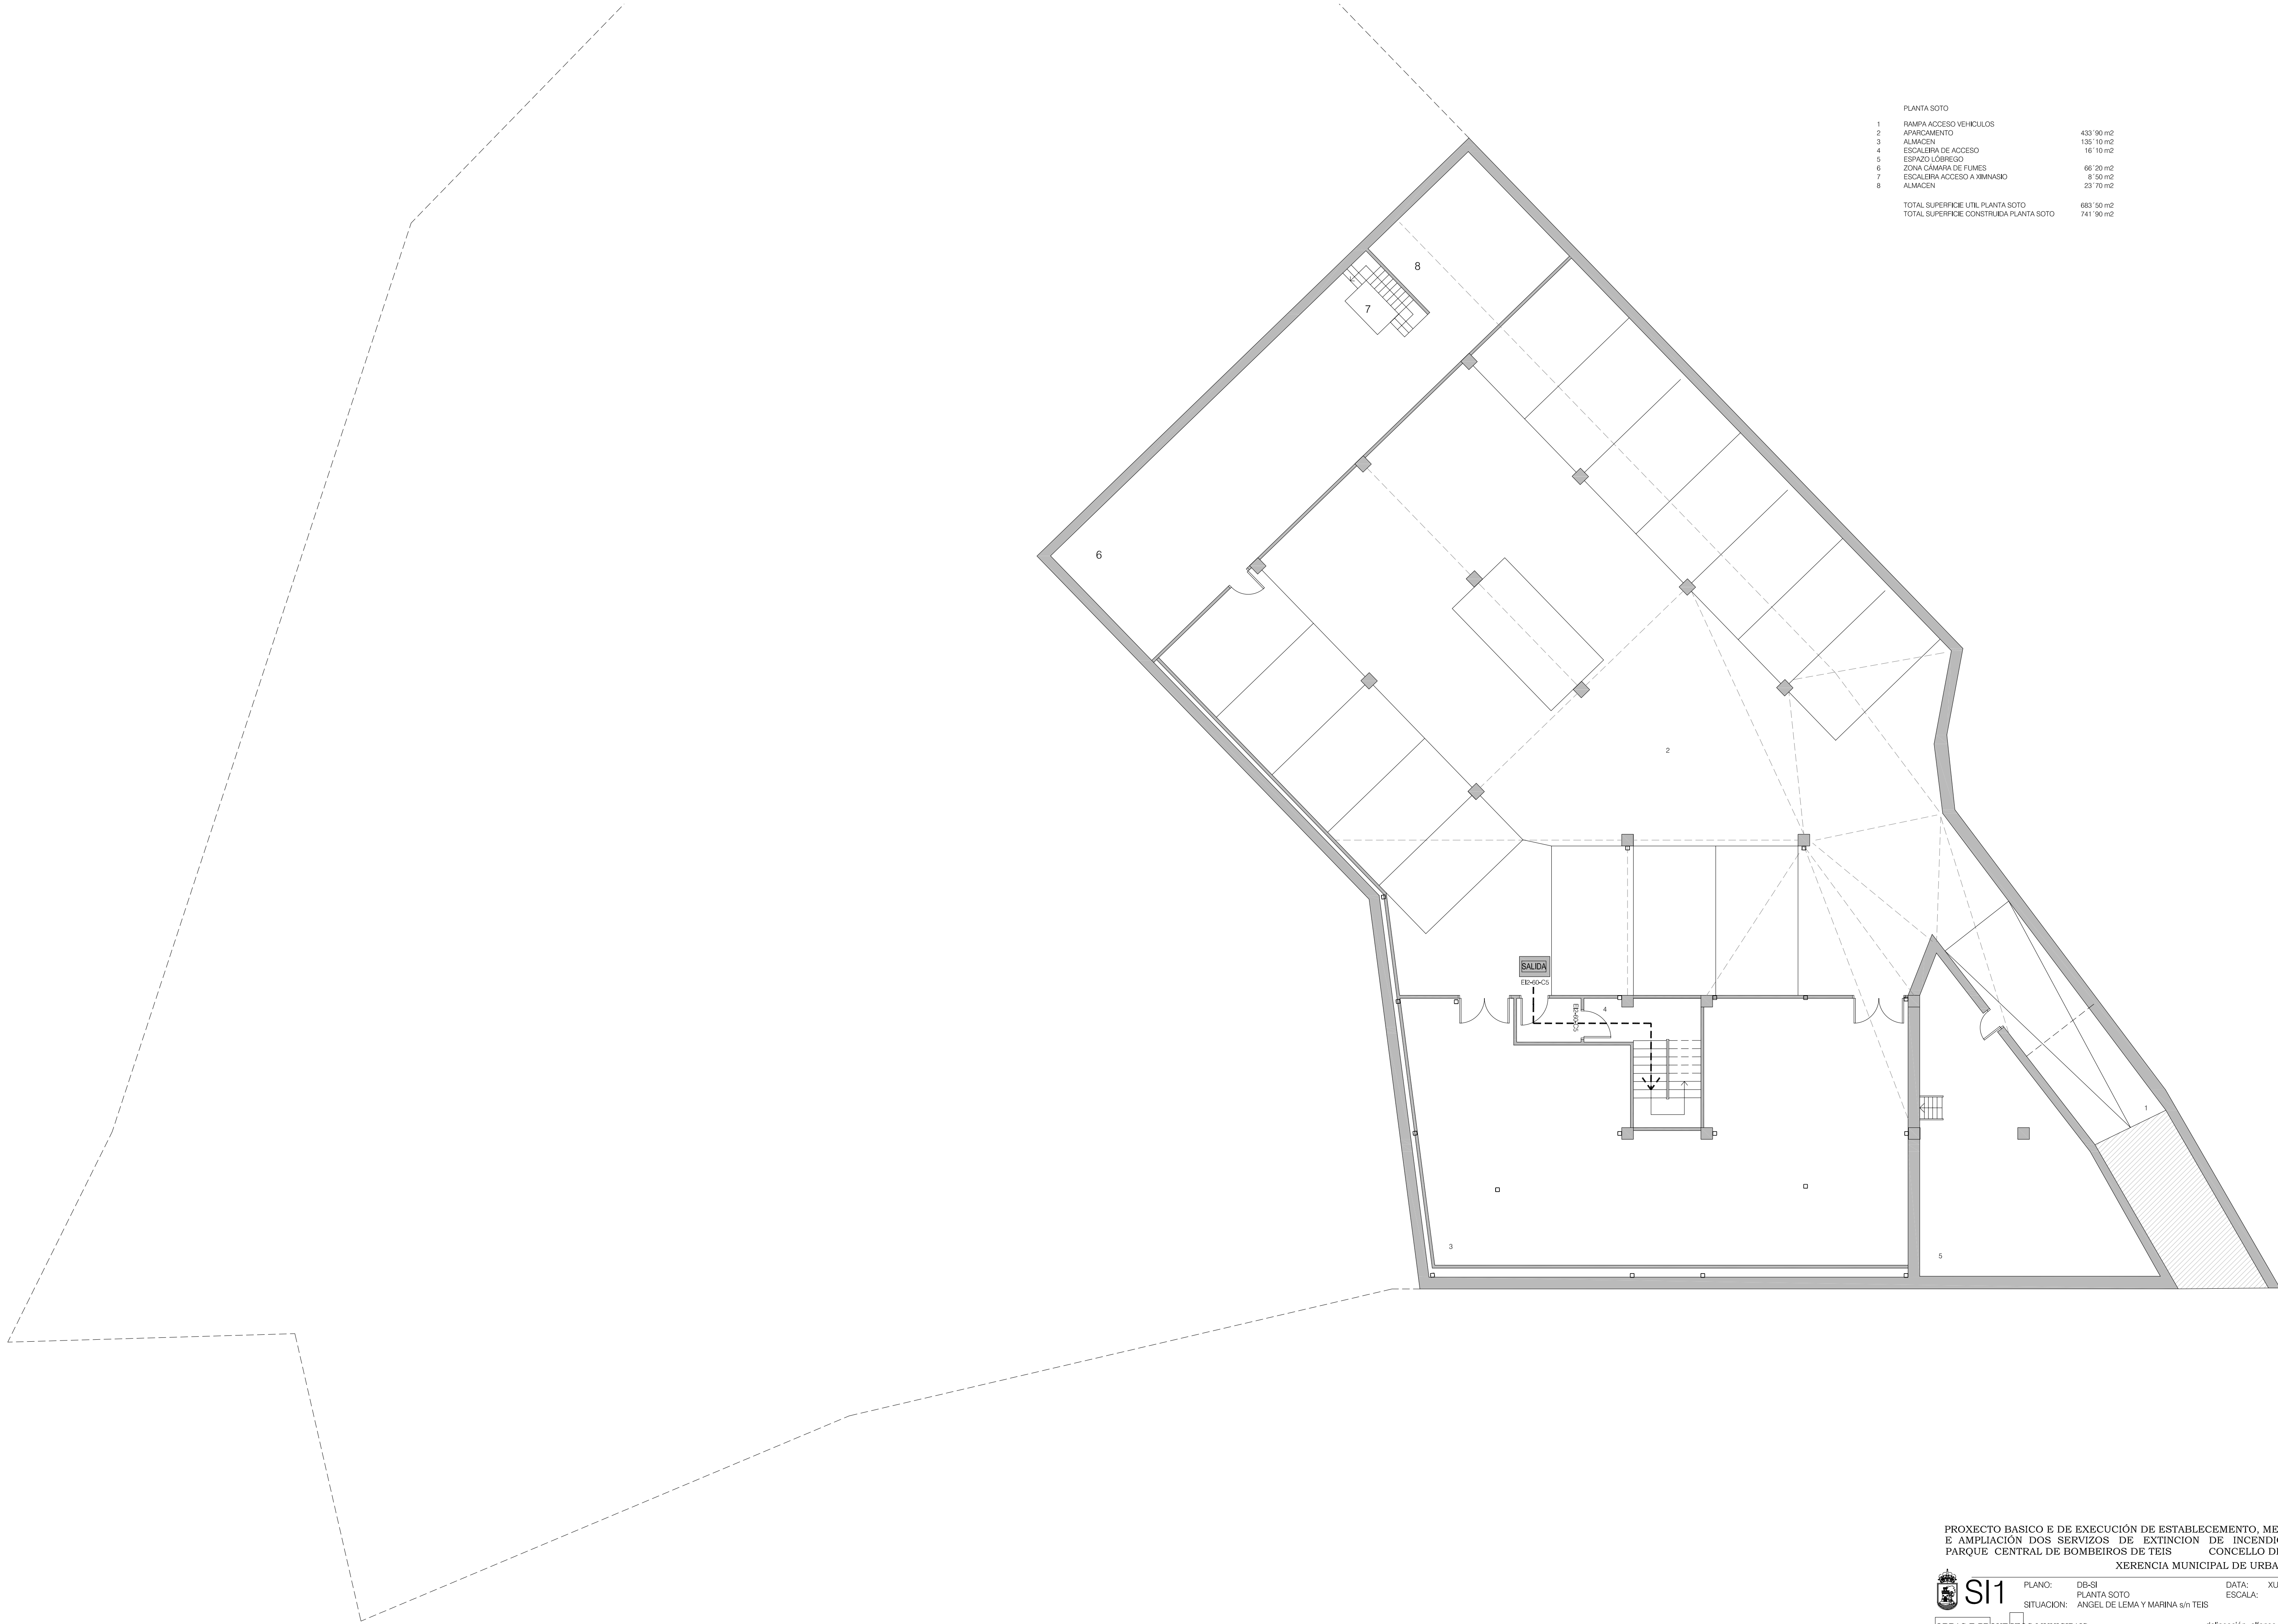 PLANTA SOTO
1 RAMPA ACCESO VEHICULOS
2 APARCAMENTO 433´90 m2
3 ALMACEN 135´10 m2
4 ESCALEIRA DE ACCESO 16´10 m2
5 ESPAZO LÓBREGO
6 ZONA CÁMARA DE FUMES 66´20 m2
7 ESCALEIRA ACCESO A XIMNASIO 8´50 m2
8 ALMACEN 23´70 m2
TOTAL SUPERFICIE UTIL PLANTA SOTO 683´50 m2
TOTAL SUPERFICIE CONSTRUIDA PLANTA SOTO 741´90 m2
8
7
6
2
SALIDA
EI2-60-C5
EI2-60-C5
4
1
3
5
PROXECTO BASICO E DE EXECUCIÓN DE ESTABLECEMENTO, ME
E AMPLIACIÓN DOS SERVIZOS DE EXTINCION DE INCENDI
PARQUE CENTRAL DE BOMBEIROS DE TEIS CONCELLO D
XERENCIA MUNICIPAL DE URBA
SI1 PLANO: DB-SI DATA: XU
PLANTA SOTO ESCALA:
SITUACION: ANGEL DE LEMA Y MARINA s/n TEIS